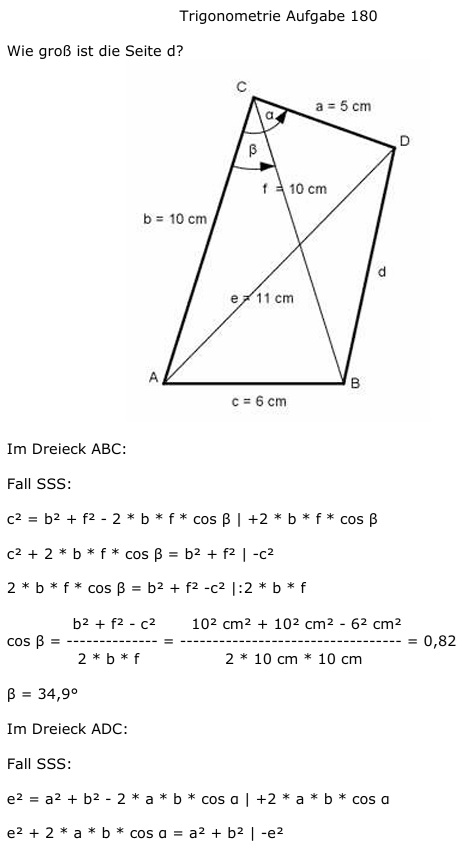 Trigonometrie Aufgabe 180
Wie groß ist die Seite d?
C
a = 5 cm
α
D
β
f = 10 cm
b = 10 cm
d
e = 11 cm
A
B
c = 6 cm
Im Dreieck ABC:
Fall SSS:
c² = b² + f² - 2 * b * f * cos β | +2 * b * f * cos β
c² + 2 * b * f * cos β = b² + f² | -c²
2 * b * f * cos β = b² + f² -c² |:2 * b * f
b² + f² - c² 10² cm² + 10² cm² - 6² cm²
cos β = -------------- = ----------------------------------- = 0,82
2 * b * f 2 * 10 cm * 10 cm
β = 34,9°
Im Dreieck ADC:
Fall SSS:
e² = a² + b² - 2 * a * b * cos α | +2 * a * b * cos α
e² + 2 * a * b * cos α = a² + b² | -e²